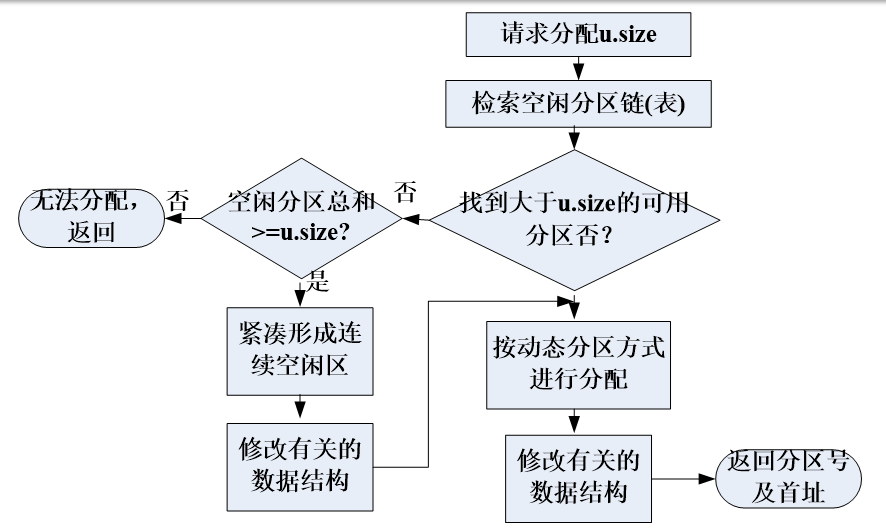 请求分配u.size
检索空闲分区链(表)
找到大于u.size的可用
分区否？
否
空闲分区总和
>=u.size?
否
无法分配，
返回
是
紧凑形成连
续空闲区
修改有关的
数据结构
按动态分区方式
进行分配
修改有关的
数据结构
返回分区号
及首址